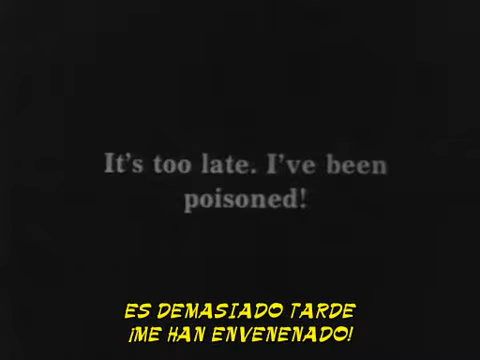 It's too late. I've been
poisoned!
ES DEMASIADO TARDE
¡ME HAN ENVENENADO!